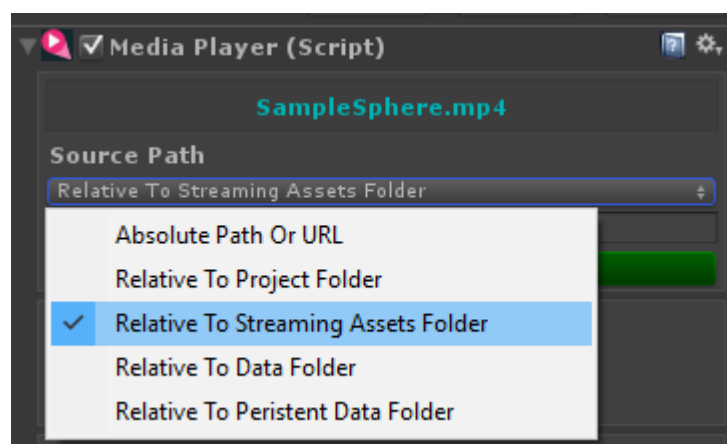 Media Player (Script)
SampleSphere.mp4
Source Path
Relative To Streaming Assets Folder
Absolute Path Or URL
Relative To Project Folder
Relative To Streaming Assets Folder
Relative To Data Folder
Relative To Peristent Data Folder